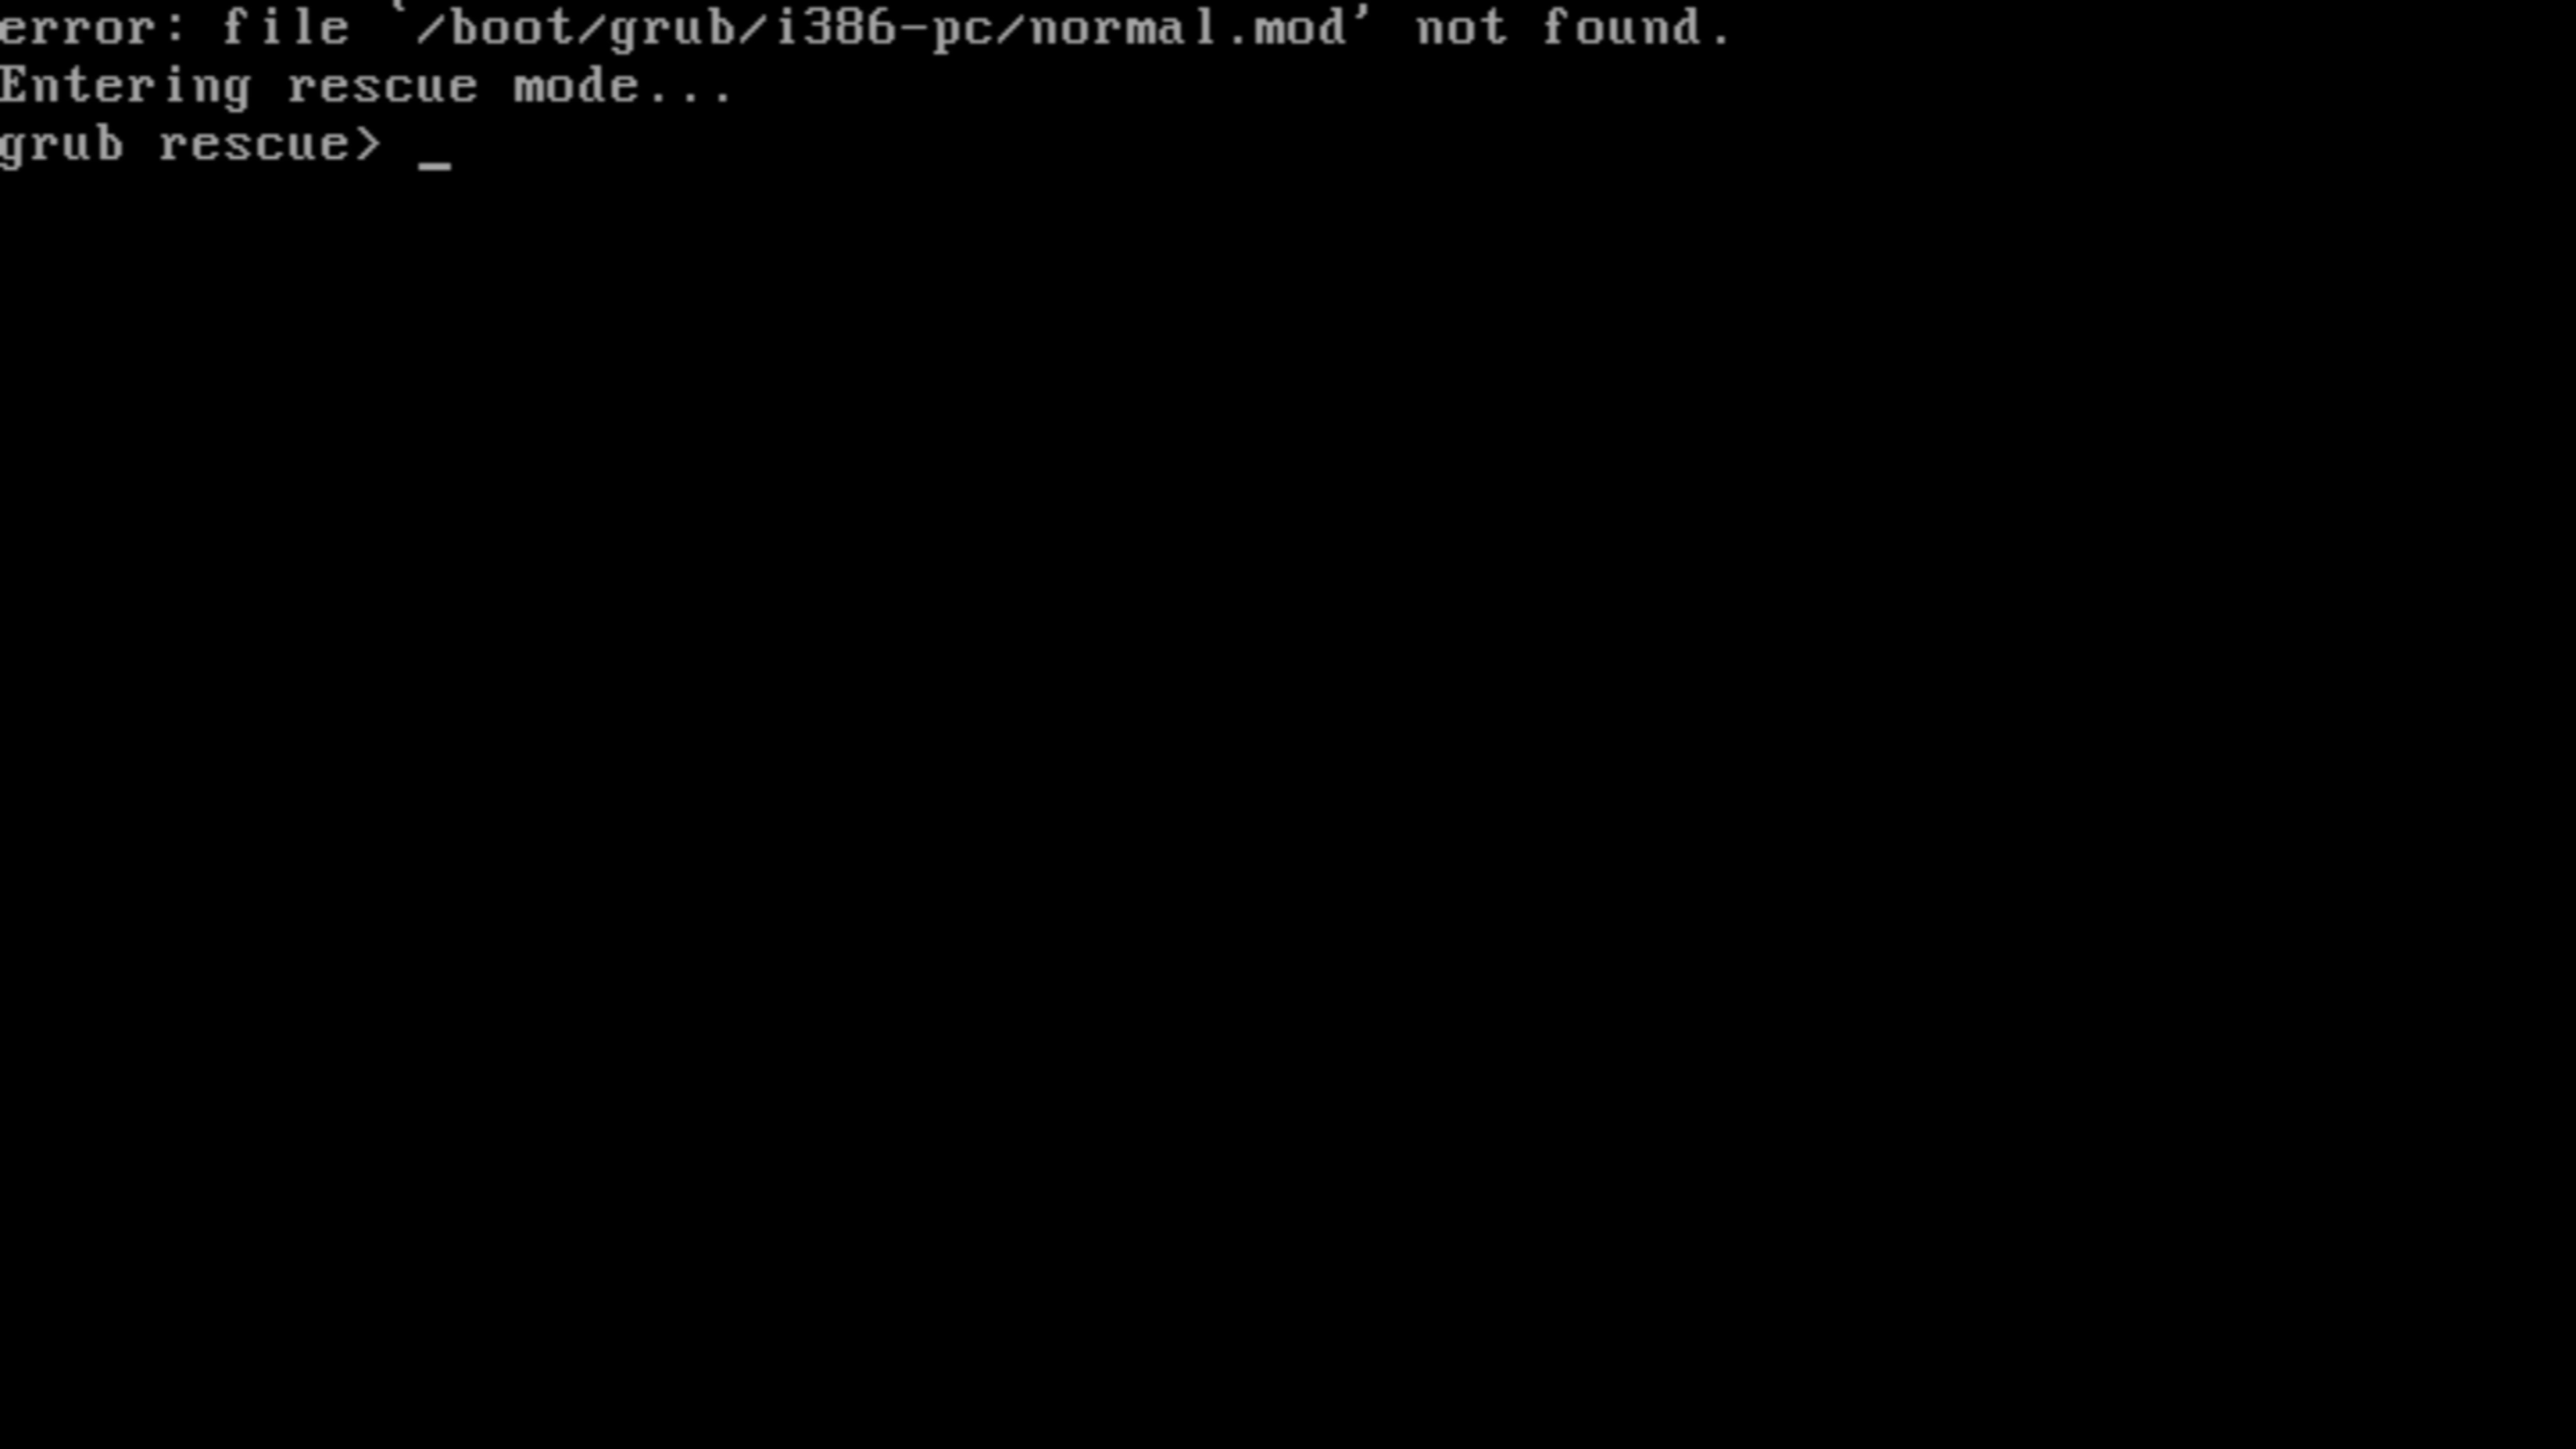 error: file `/boot/grub/i386-pc/normal.mod' not found.
Entering rescue mode...
grub rescue> _